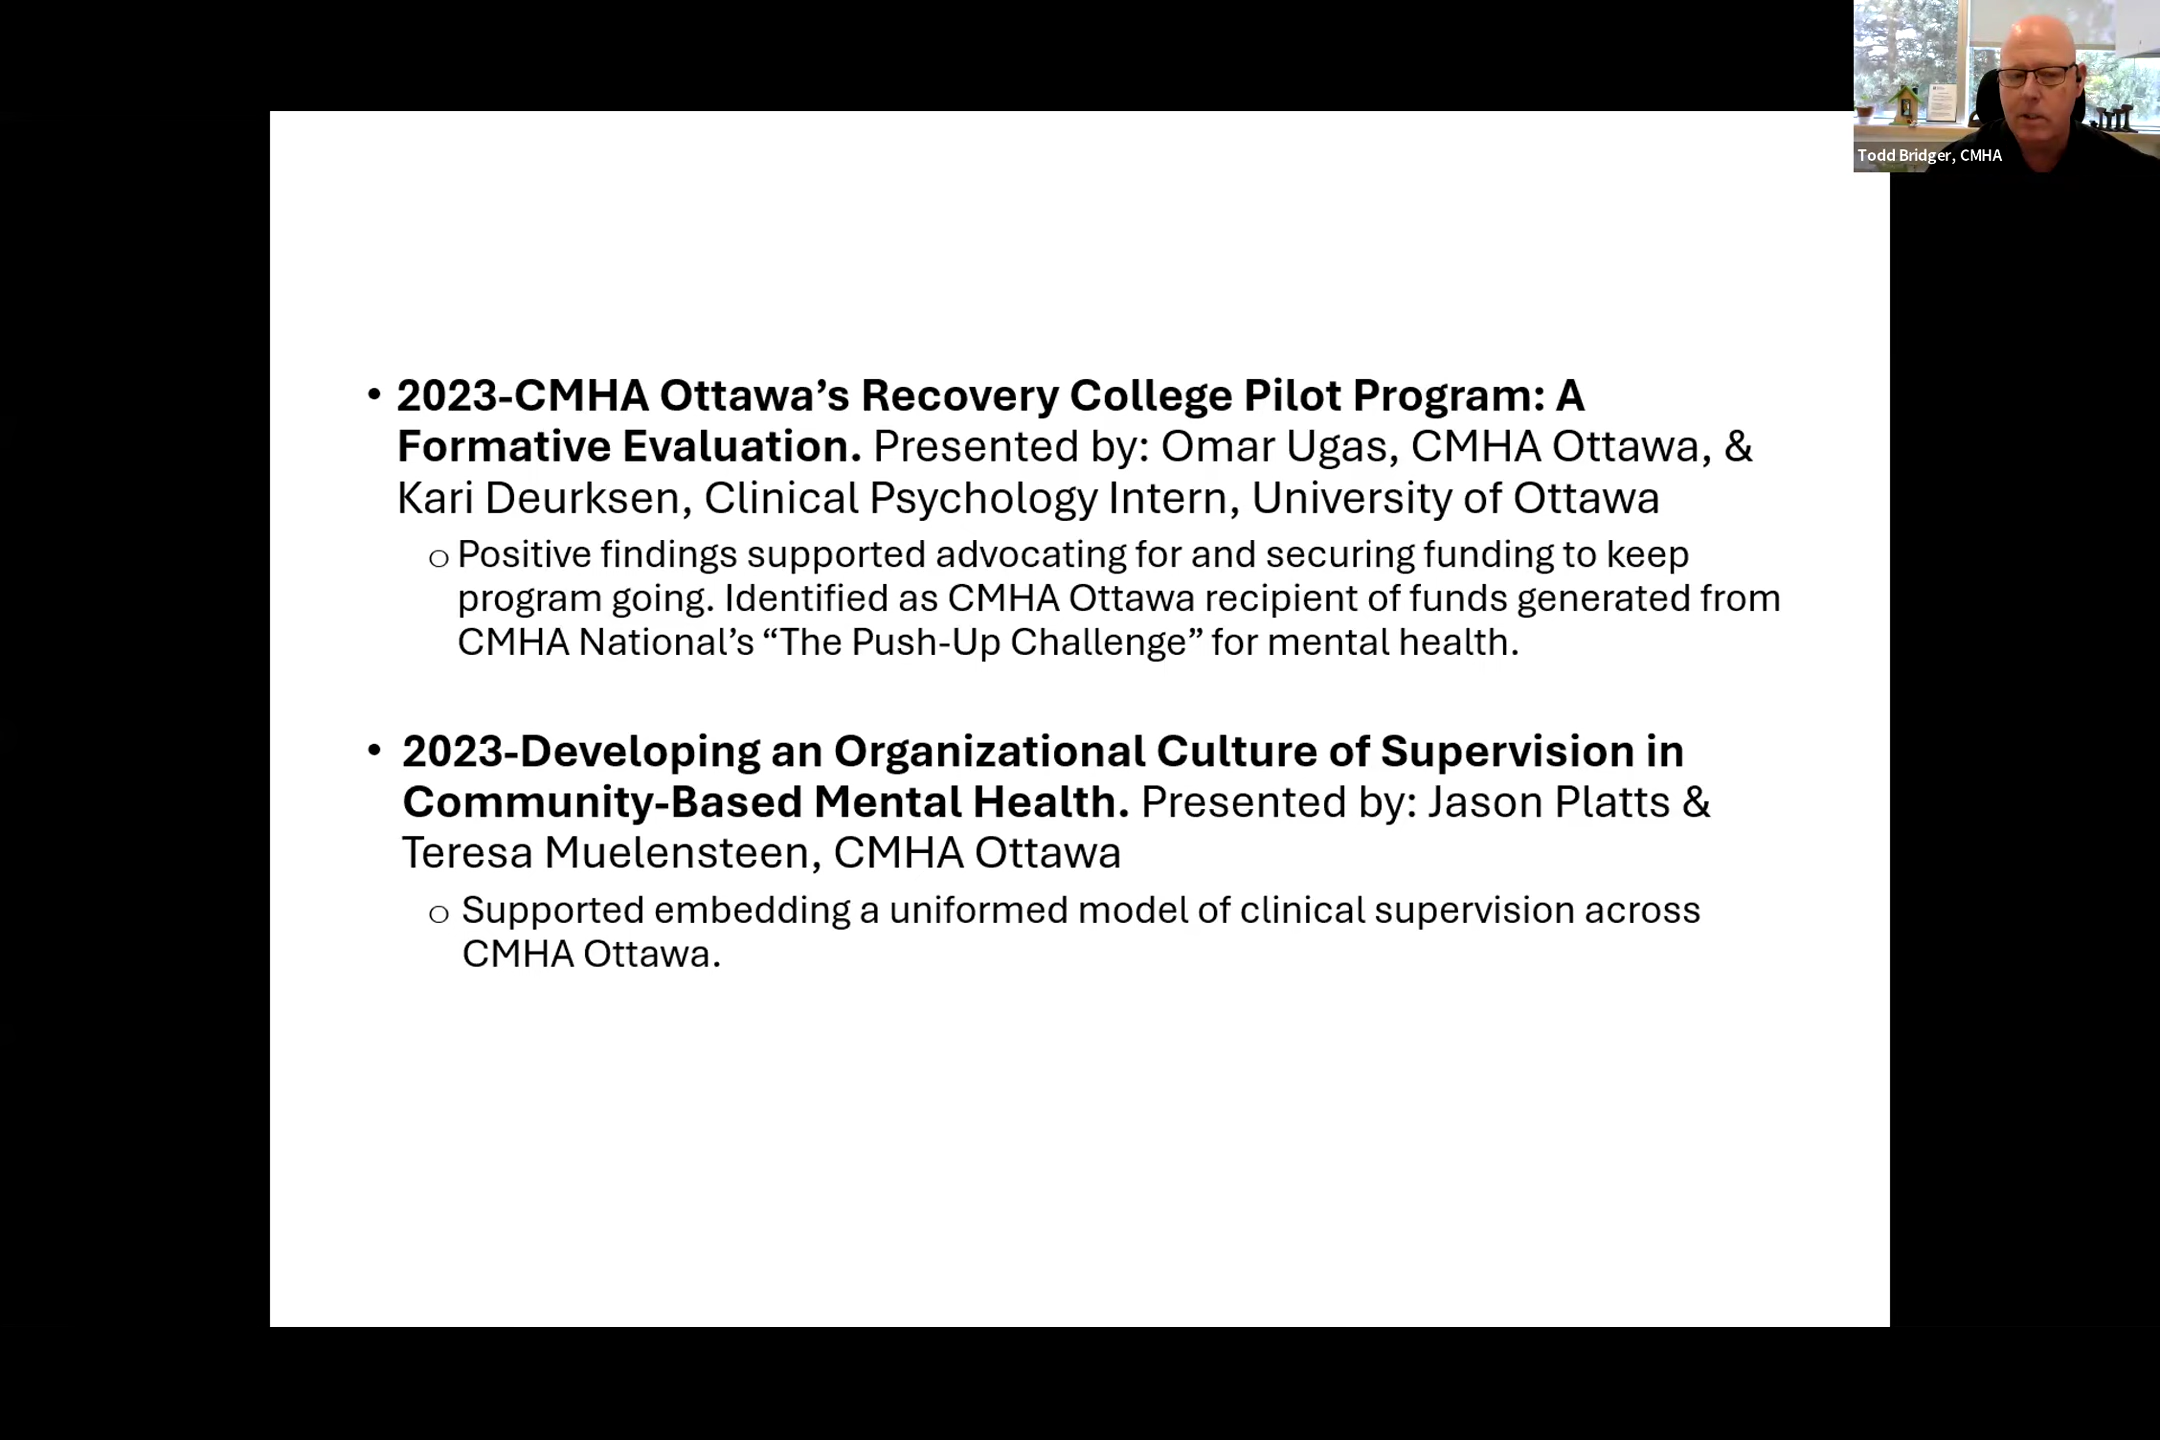 Todd Bridger, CMHA
• 2023-CMHA Ottawa’s Recovery College Pilot Program: A
Formative Evaluation. Presented by: Omar Ugas, CMHA Ottawa, &
Kari Deurksen, Clinical Psychology Intern, University of Ottawa
o Positive findings supported advocating for and securing funding to keep
program going. Identified as CMHA Ottawa recipient of funds generated from
CMHA National’s “The Push-Up Challenge” for mental health.
• 2023-Developing an Organizational Culture of Supervision in
Community-Based Mental Health. Presented by: Jason Platts &
Teresa Muelensteen, CMHA Ottawa
o Supported embedding a uniformed model of clinical supervision across
CMHA Ottawa.